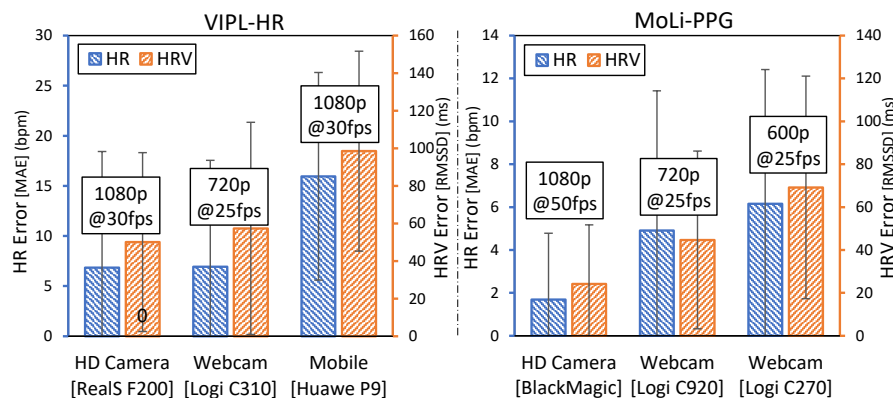 VIPL-HR
MoLi-PPG
HR Error [MAE] (bpm)
30
25
20
15
10
5
0
HR HRV
1080p
@30fps
720p
@25fps
1080p
@30fps
0
160
140
120
100
80
60
40
20
0
HRV Error [RMSSD] (ms)
HD Camera
[RealS F200]
Webcam
[Logi C310]
Mobile
[Huawe P9]
HR Error [MAE] (bpm)
14
12
10
8
6
4
2
0
HR HRV
1080p
@50fps
720p
@25fps
600p
@25fps
140
120
100
80
60
40
20
0
HRV Error [RMSSD] (ms)
HD Camera
[BlackMagic]
Webcam
[Logi C920]
Webcam
[Logi C270]